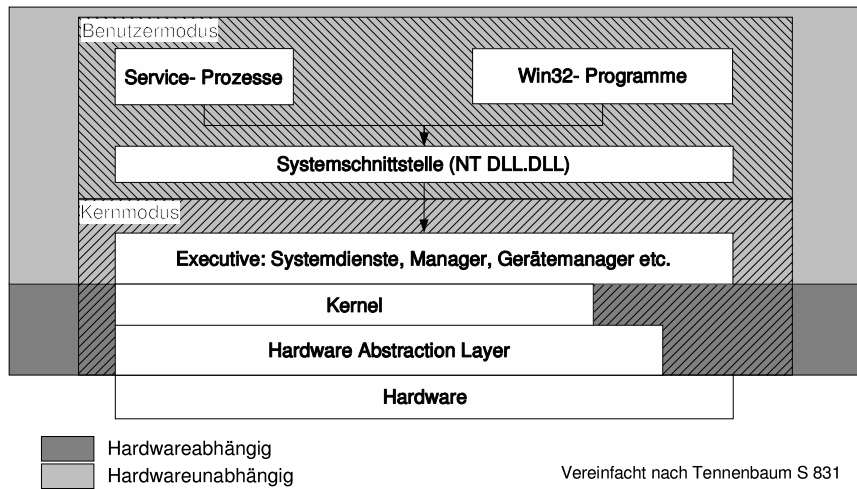 Benutzermodus
Service- Prozesse
Win32- Programme
Systemschnittstelle (NT DLL.DLL)
Kernmodus
Executive: Systemdienste, Manager, Gerätemanager etc.
Kernel
Hardware Abstraction Layer
Hardware
Hardwareabhängig
Hardwareunabhängig
Vereinfacht nach Tennenbaum S 831